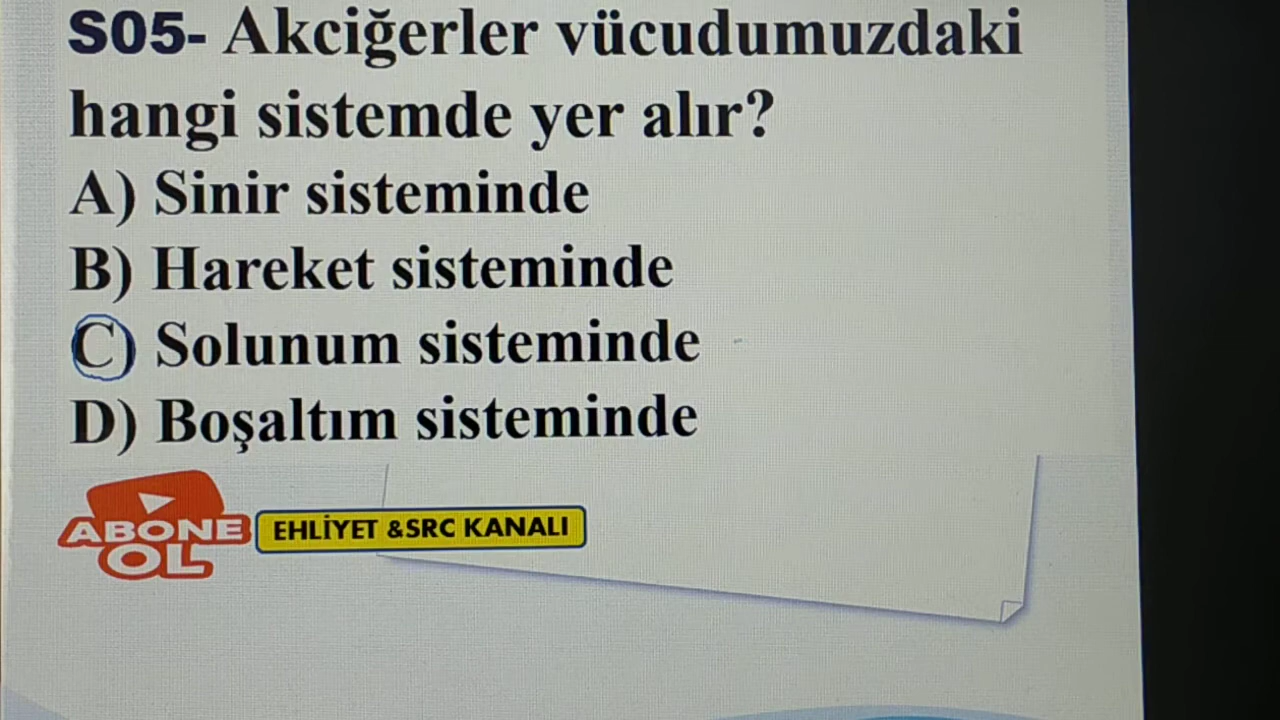 S05- Akciğerler vücudumuzdaki
hangi sistemde yer alır?
A) Sinir sisteminde
B) Hareket sisteminde
C) Solunum sisteminde
D) Boşaltım sisteminde
ABONE
OL
EHLİYET &SRC KANALI